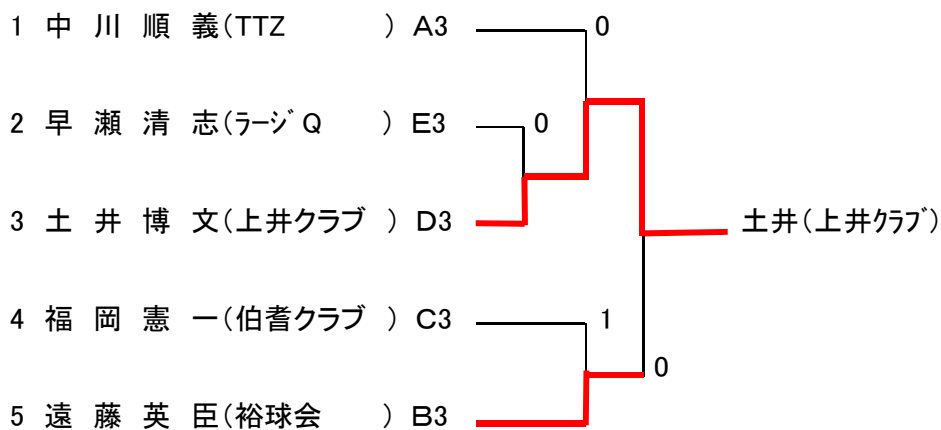 1 中 川 順 義(TTZ ) A3 0
2 早 瀬 清 志(ラージQ ) E3 0
3 土 井 博 文(上井クラブ ) D3
土井(上井クラブ)
4 福 岡 憲 一(伯耆クラブ ) C3 1
0
5 遠 藤 英 臣(裕球会 ) B3